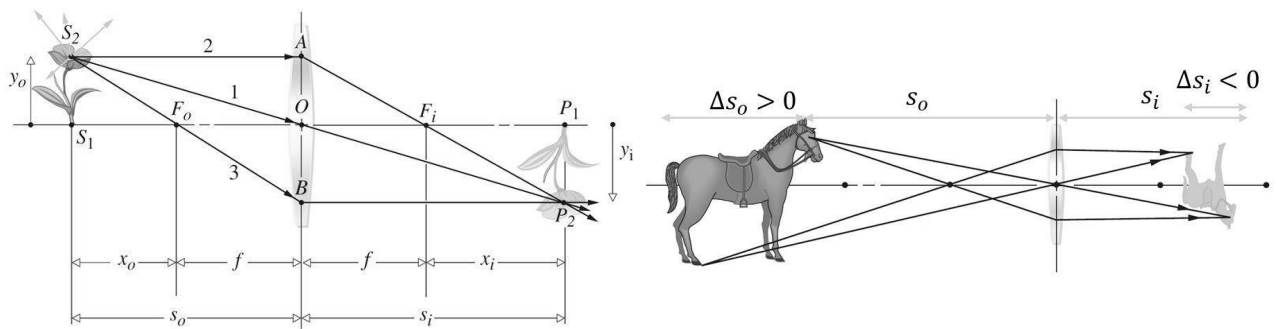 S₂
2
A
yₒ
1
O
Fₒ
Fᵢ
P₁
S₁
3
yᵢ
B
P₂
xₒ
f
f
xᵢ
sₒ
sᵢ
Δsₒ > 0
sₒ
sᵢ
Δsᵢ < 0